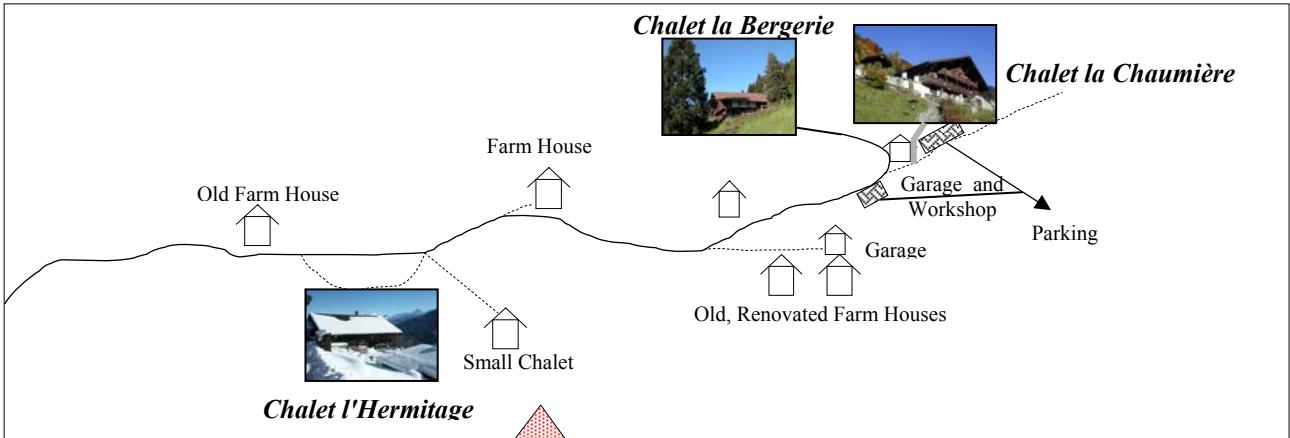 Chalet la Bergerie
Chalet la Chaumière
Farm House
Old Farm House
Garage and
Workshop
Parking
Garage
Old, Renovated Farm Houses
Small Chalet
Chalet l'Hermitage